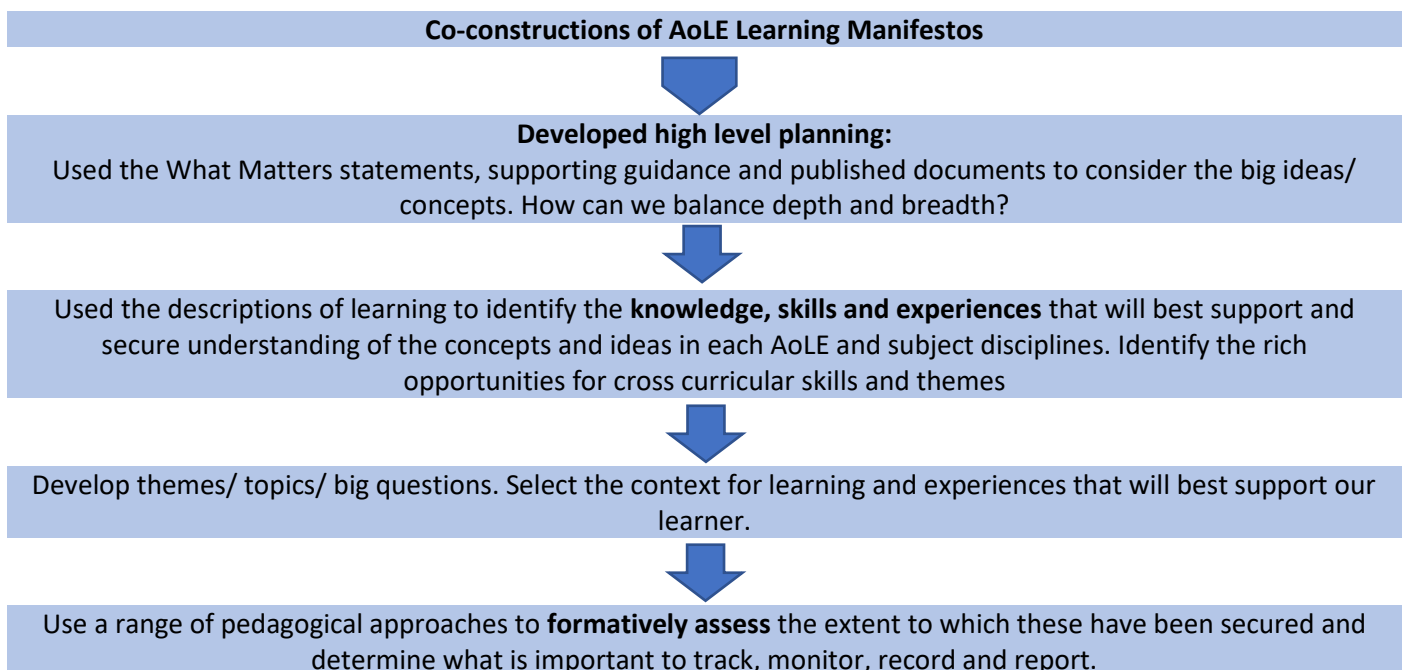 Co-constructions of AoLE Learning Manifestos
Developed high level planning:
Used the What Matters statements, supporting guidance and published documents to consider the big ideas/
concepts. How can we balance depth and breadth?
Used the descriptions of learning to identify the knowledge, skills and experiences that will best support and
secure understanding of the concepts and ideas in each AoLE and subject disciplines. Identify the rich
opportunities for cross curricular skills and themes
Develop themes/ topics/ big questions. Select the context for learning and experiences that will best support our
learner.
Use a range of pedagogical approaches to formatively assess the extent to which these have been secured and
determine what is important to track, monitor, record and report.